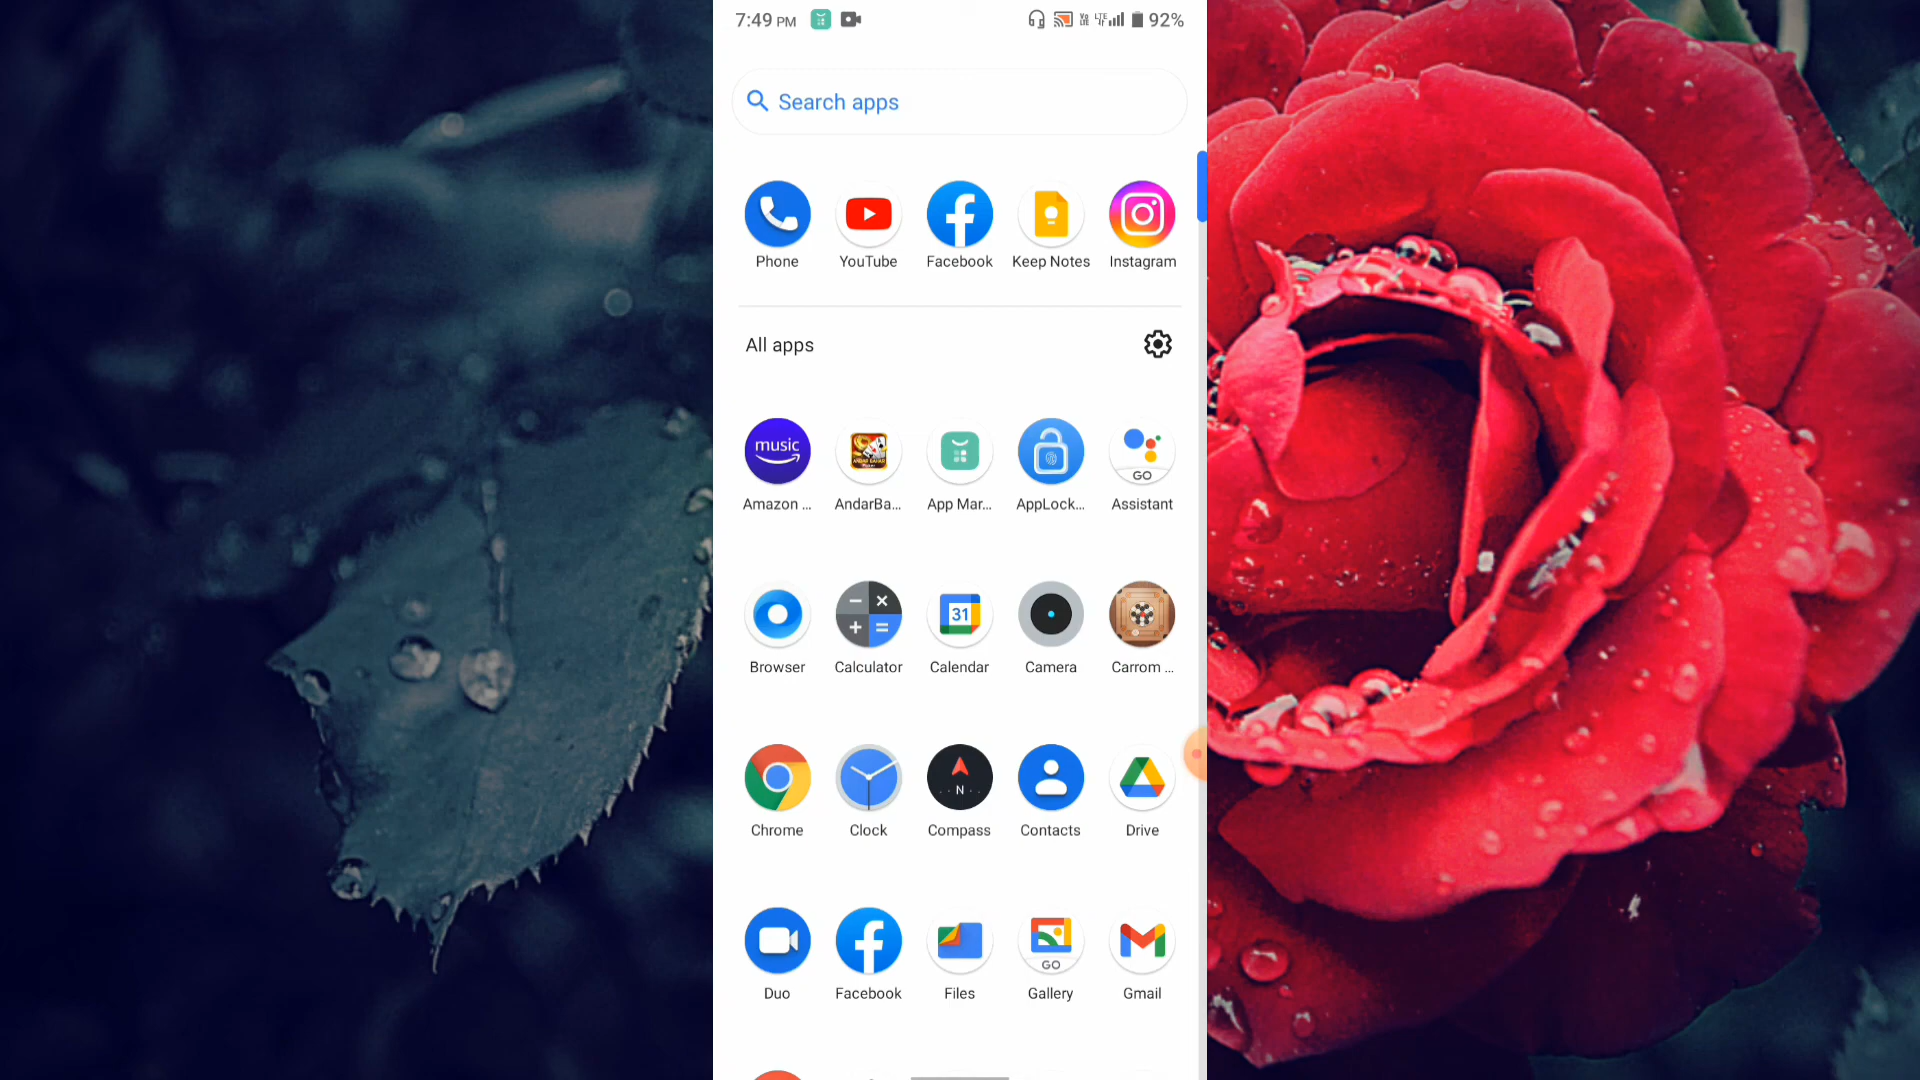 7:49 PM 92%
Search apps
Phone YouTube Facebook Keep Notes Instagram
All apps
music GO
Amazon ... AndarBa... App Mar... AppLock... Assistant
31
Browser Calculator Calendar Camera Carrom ...
N
Chrome Clock Compass Contacts Drive
GO
Duo Facebook Files Gallery Gmail